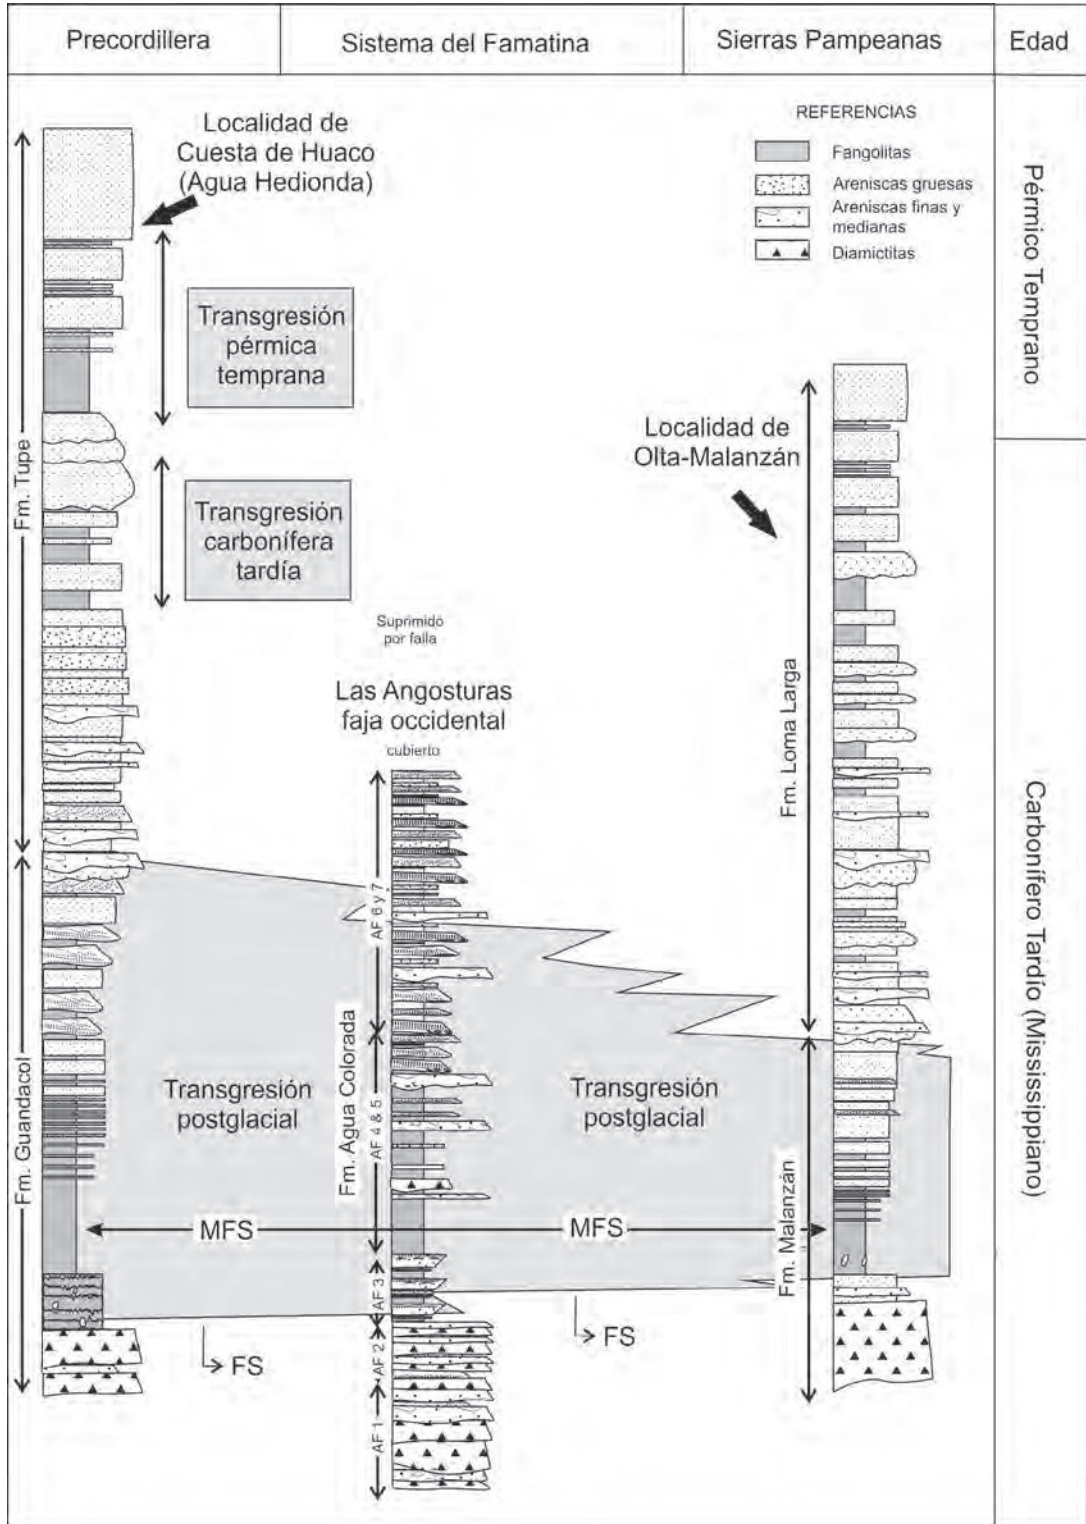 Precordillera
Sistema del Famatina
Sierras Pampeanas
Edad
Localidad de
Cuesta de Huaco
(Agua Hedionda)
REFERENCIAS
Fangolitas
Areniscas gruesas
Areniscas finas y
medianas
Diamictitas
Transgresión
pérmica
temprana
Transgresión
carbonífera
tardía
Fm. Tupe
Fm. Guandacol
Suprimido
por falla
Las Angosturas
faja occidental
cubierto
Localidad de
Olta-Malanzán
Fm. Loma Larga
Fm. Malanzán
Pérmico Temprano
Carbonífero Tardío (Mississippiano)
AF 6 y 7
AF 4 & 5
AF 3
AF 2
AF 1
Fm. Agua Colorada
Transgresión
postglacial
Transgresión
postglacial
MFS
MFS
FS
FS